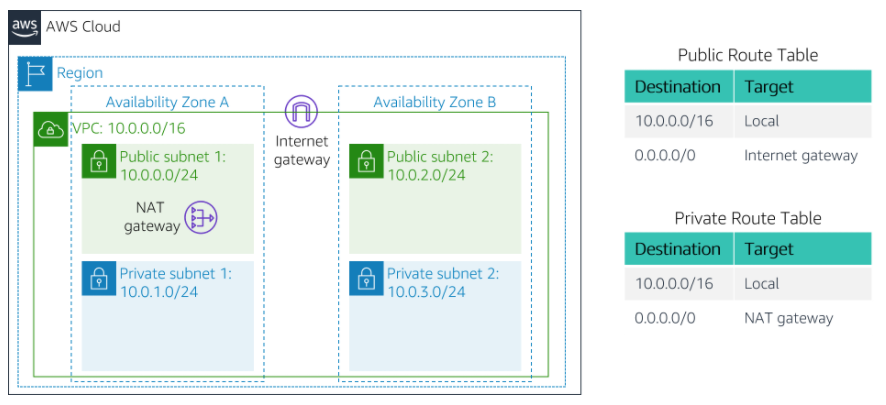 aws
AWS Cloud
Region
Availability Zone A
Availability Zone B
VPC: 10.0.0.0/16
Internet
gateway
Public subnet 1:
10.0.0.0/24
NAT
gateway
Public subnet 2:
10.0.2.0/24
Private subnet 1:
10.0.1.0/24
Private subnet 2:
10.0.3.0/24
Public Route Table
Destination Target
10.0.0.0/16 Local
0.0.0.0/0 Internet gateway
Private Route Table
Destination Target
10.0.0.0/16 Local
0.0.0.0/0 NAT gateway